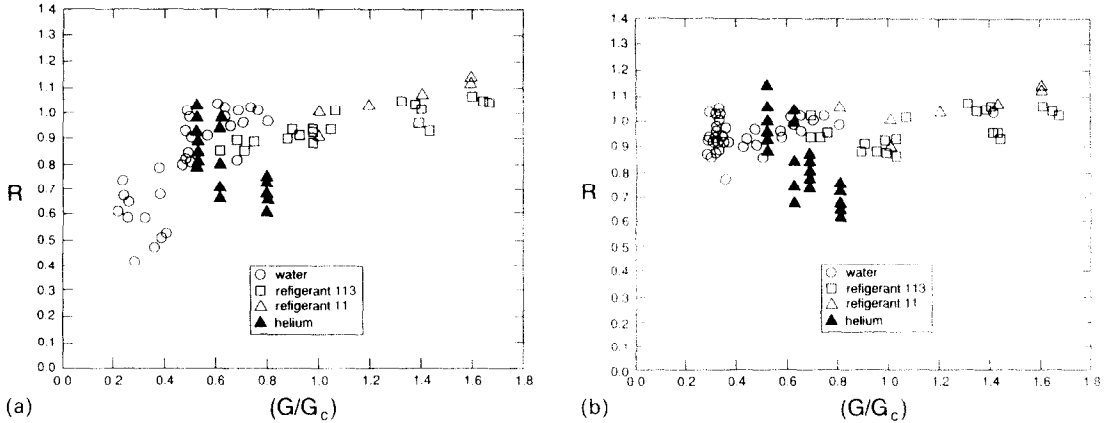 1.4
1.3
1.2
1.1
1.0
0.9
0.8
R
0.7
0.6
0.5
0.4
0.3
0.2
0.1
0.0
○ water
□ refigerant 113
△ refigerant 11
▲ helium
0.0 0.2 0.4 0.6 0.8 1.0 1.2 1.4 1.6 1.8
(a) (G/G_c)
1.4
1.3
1.2
1.1
1.0
0.9
0.8
R
0.7
0.6
0.5
0.4
0.3
0.2
0.1
0.0
○ water
□ refigerant 113
△ refigerant 11
▲ helium
0.0 0.2 0.4 0.6 0.8 1.0 1.2 1.4 1.6 1.8
(b) (G/G_c)